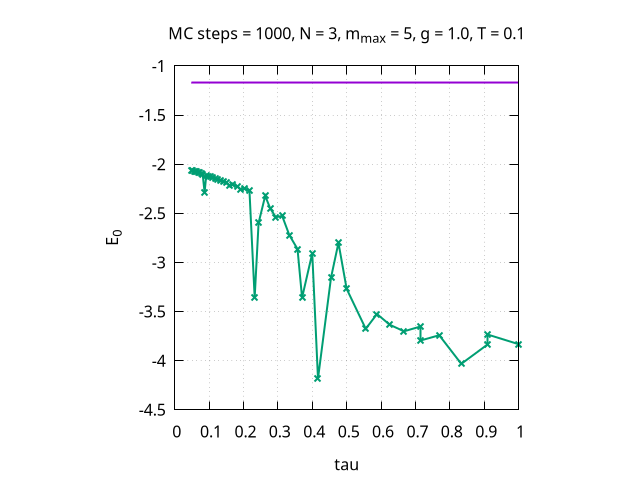 MC steps = 1000, N = 3, mmax = 5, g = 1.0, T = 0.1
-1
-1.5
-2
-2.5
-3
-3.5
-4
-4.5
E0
0 0.1 0.2 0.3 0.4 0.5 0.6 0.7 0.8 0.9 1
tau